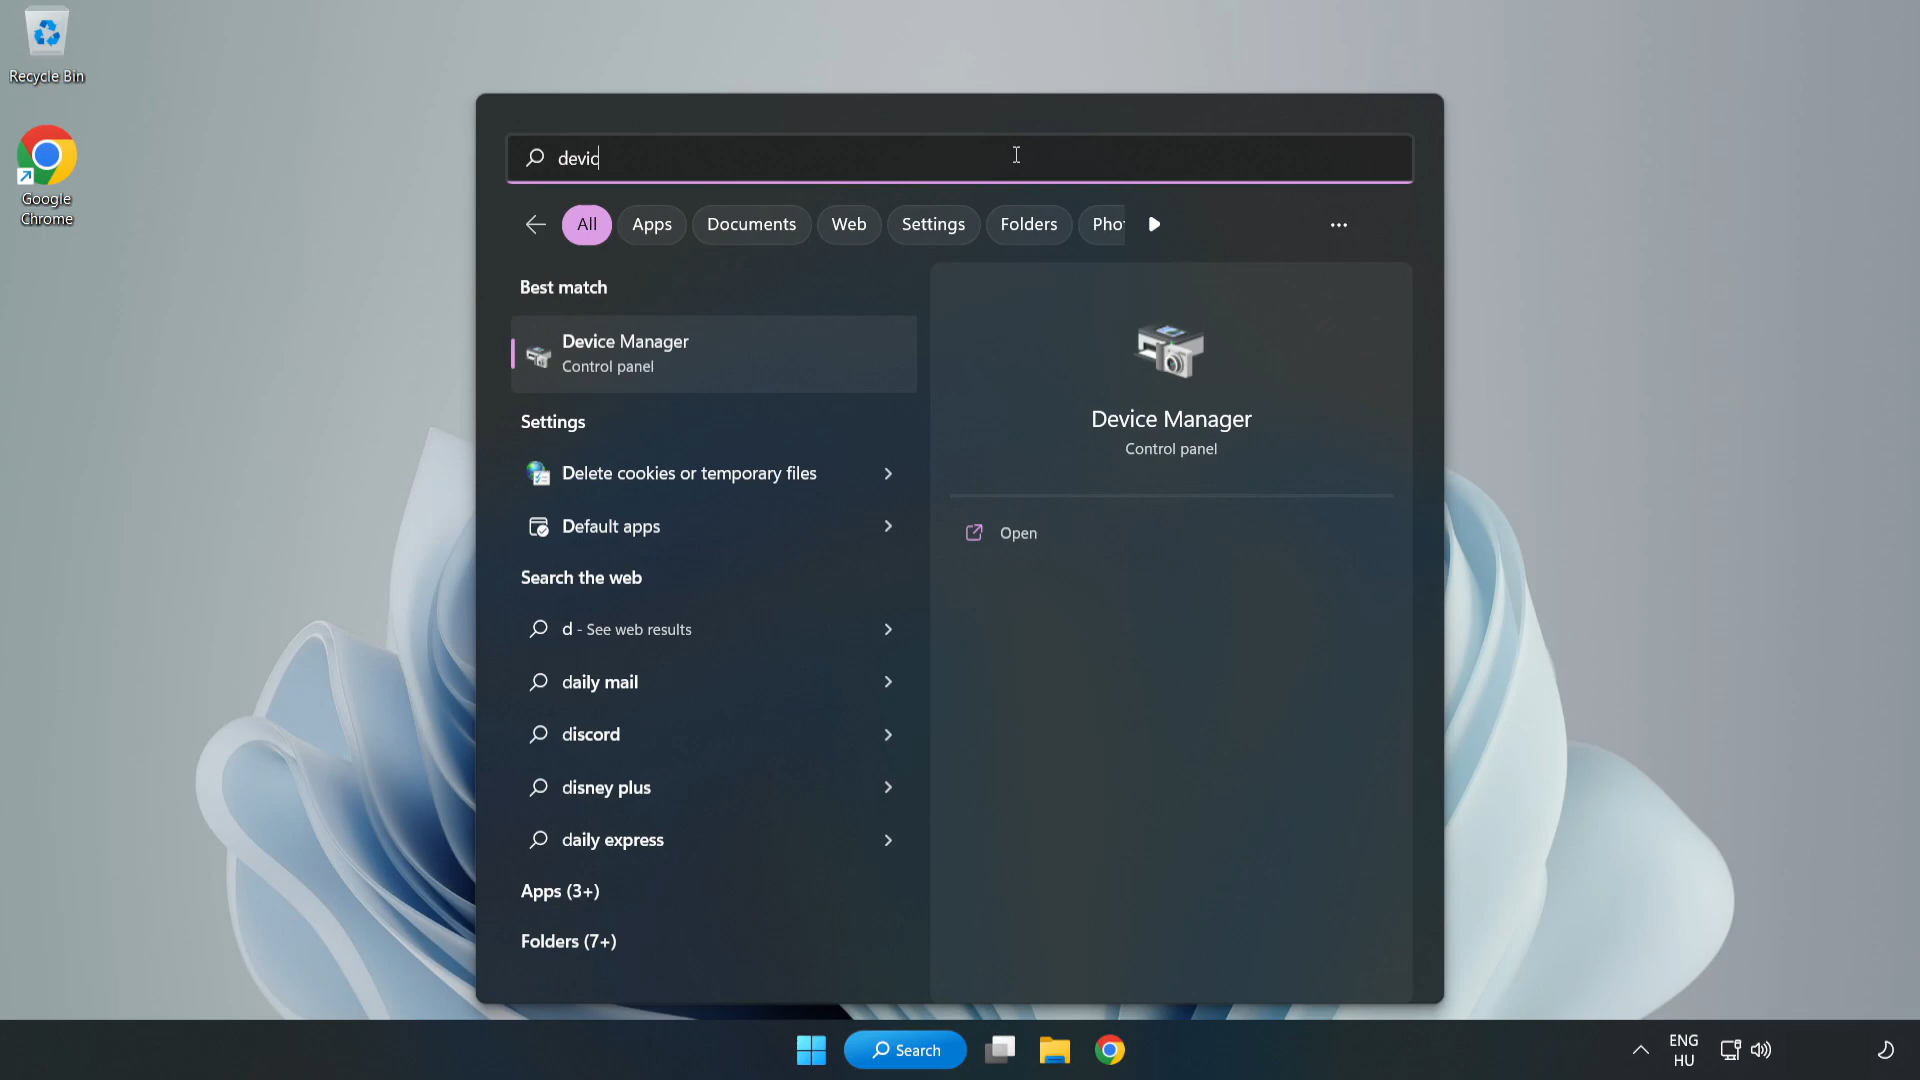 Recycle Bin
Google
Chrome
devic
All
Apps
Documents
Web
Settings
Folders
Pho
Best match
Device Manager
Control panel
Settings
Delete cookies or temporary files
Default apps
Search the web
d - See web results
daily mail
discord
disney plus
daily express
Apps (3+)
Folders (7+)
Device Manager
Control panel
Open
Search
ENG
HU